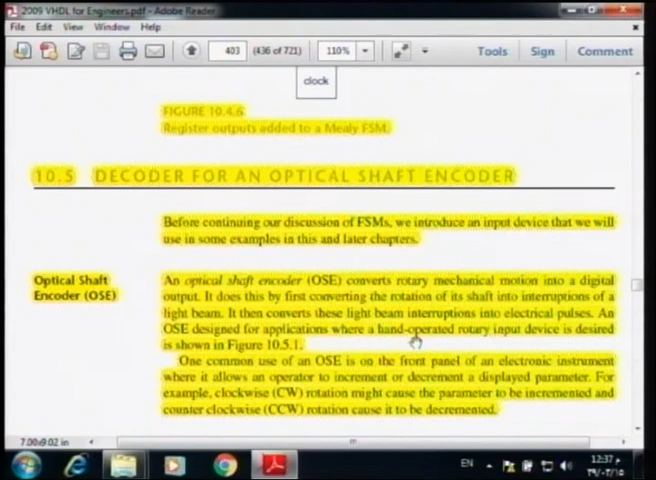 2009 VHDL for Engineers.pdf - Adobe Reader
File Edit View Window Help
403 (436 of 721) 110% Tools Sign Comment
clock
FIGURE 10.4.6
Register outputs added to a Mealy FSM.
10.5 DECODER FOR AN OPTICAL SHAFT ENCODER
Before continuing our discussion of FSMs, we introduce an input device that we will
use in some examples in this and later chapters.
Optical Shaft
Encoder (OSE)
An optical shaft encoder (OSE) converts rotary mechanical motion into a digital
output. It does this by first converting the rotation of its shaft into interruptions of a
light beam. It then converts these light beam interruptions into electrical pulses. An
OSE designed for applications where a hand-operated rotary input device is desired
is shown in Figure 10.5.1.
One common use of an OSE is on the front panel of an electronic instrument
where it allows an operator to increment or decrement a displayed parameter. For
example, clockwise (CW) rotation might cause the parameter to be incremented and
counter clockwise (CCW) rotation cause it to be decremented.
EN
12:37 م